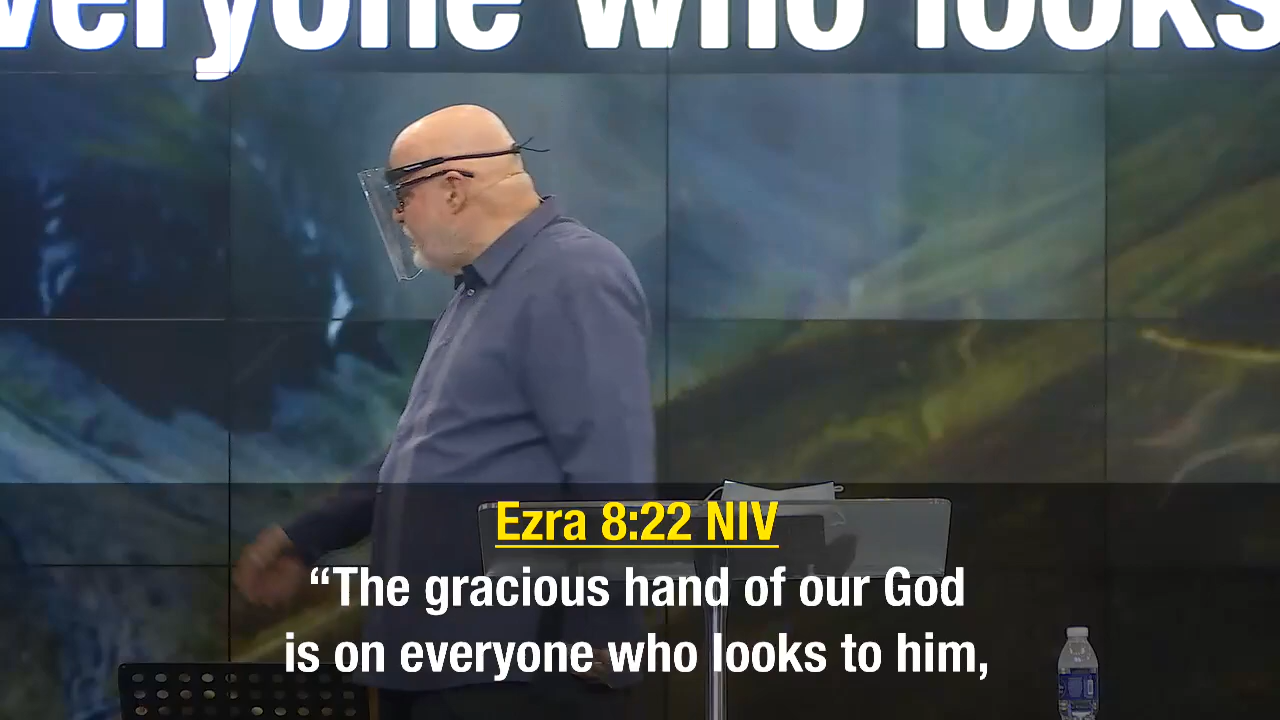 everyone who looks
Ezra 8:22 NIV
“The gracious hand of our God
is on everyone who looks to him,